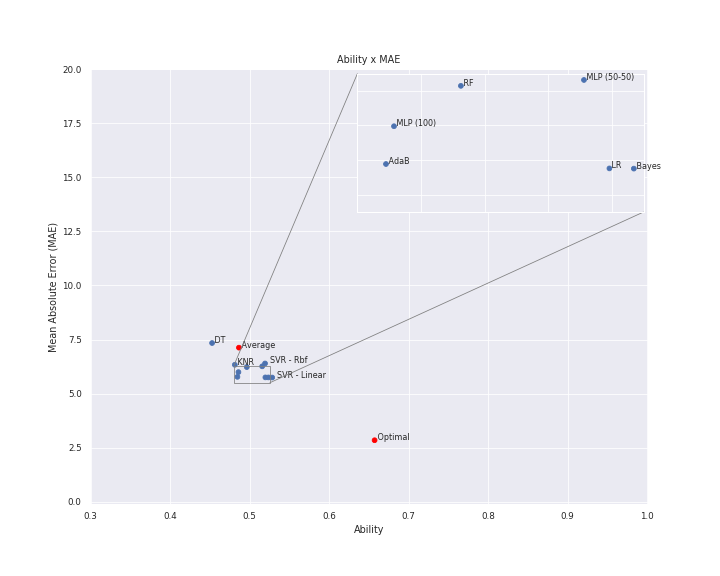 Ability x MAE
20.0
17.5
15.0
12.5
10.0
7.5
5.0
2.5
0.0
Mean Absolute Error (MAE)
RF
MLP (50-50)
MLP (100)
AdaB
LR
Bayes
DT
Average
KNR
SVR - Rbf
SVR - Linear
Optimal
0.3 0.4 0.5 0.6 0.7 0.8 0.9 1.0
Ability